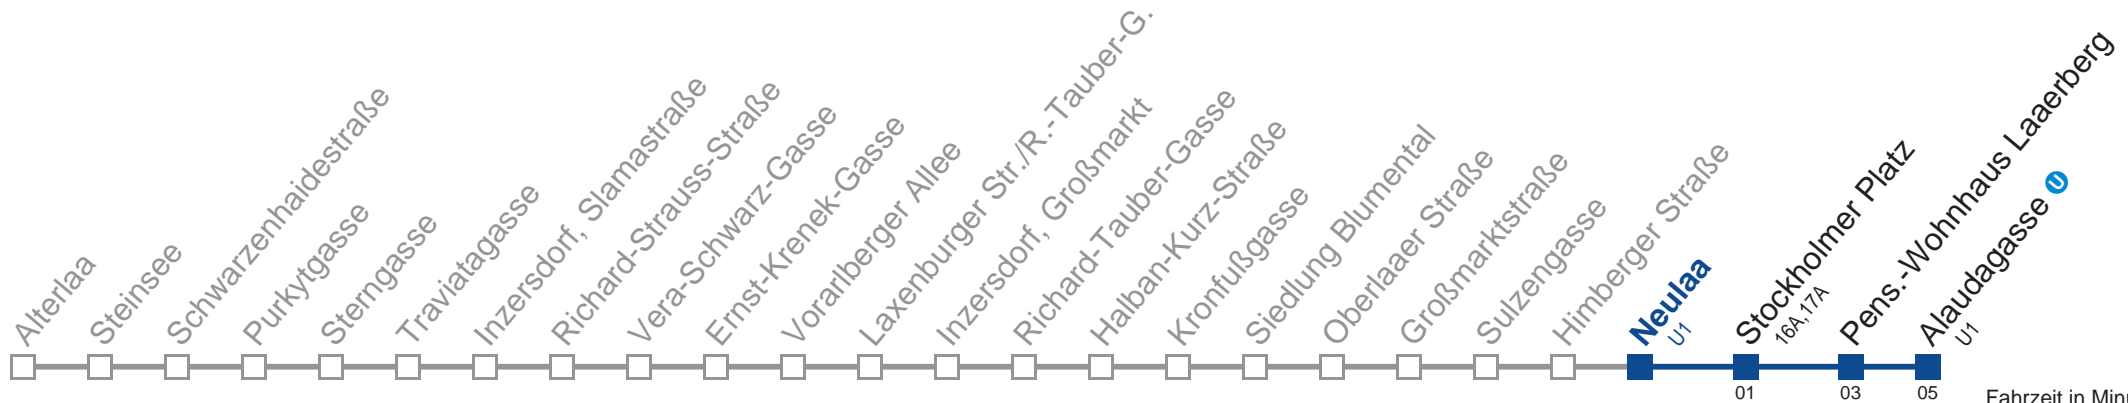 Alterlaa
Steinsee
Schwarzenhaidestraße
Purkytgasse
Sterngasse
Traviatagasse
Inzersdorf, Slamastraße
Richard-Strauss-Straße
Vera-Schwarz-Gasse
Ernst-Krenek-Gasse
Vorarlberger Allee
Laxenburger Str./R.-Tauber-G.
Inzersdorf, Großmarkt
Richard-Tauber-Gasse
Halban-Kurz-Straße
Kronfußgasse
Siedlung Blumental
Oberlaaer Straße
Großmarktstraße
Sulzengasse
Himberger Straße
Neulaa
U1
Stockholmer Platz
16A,17A
Pens.-Wohnhaus Laaerberg
Alaudagasse U
U1
01
03
05
Fahrzeit in